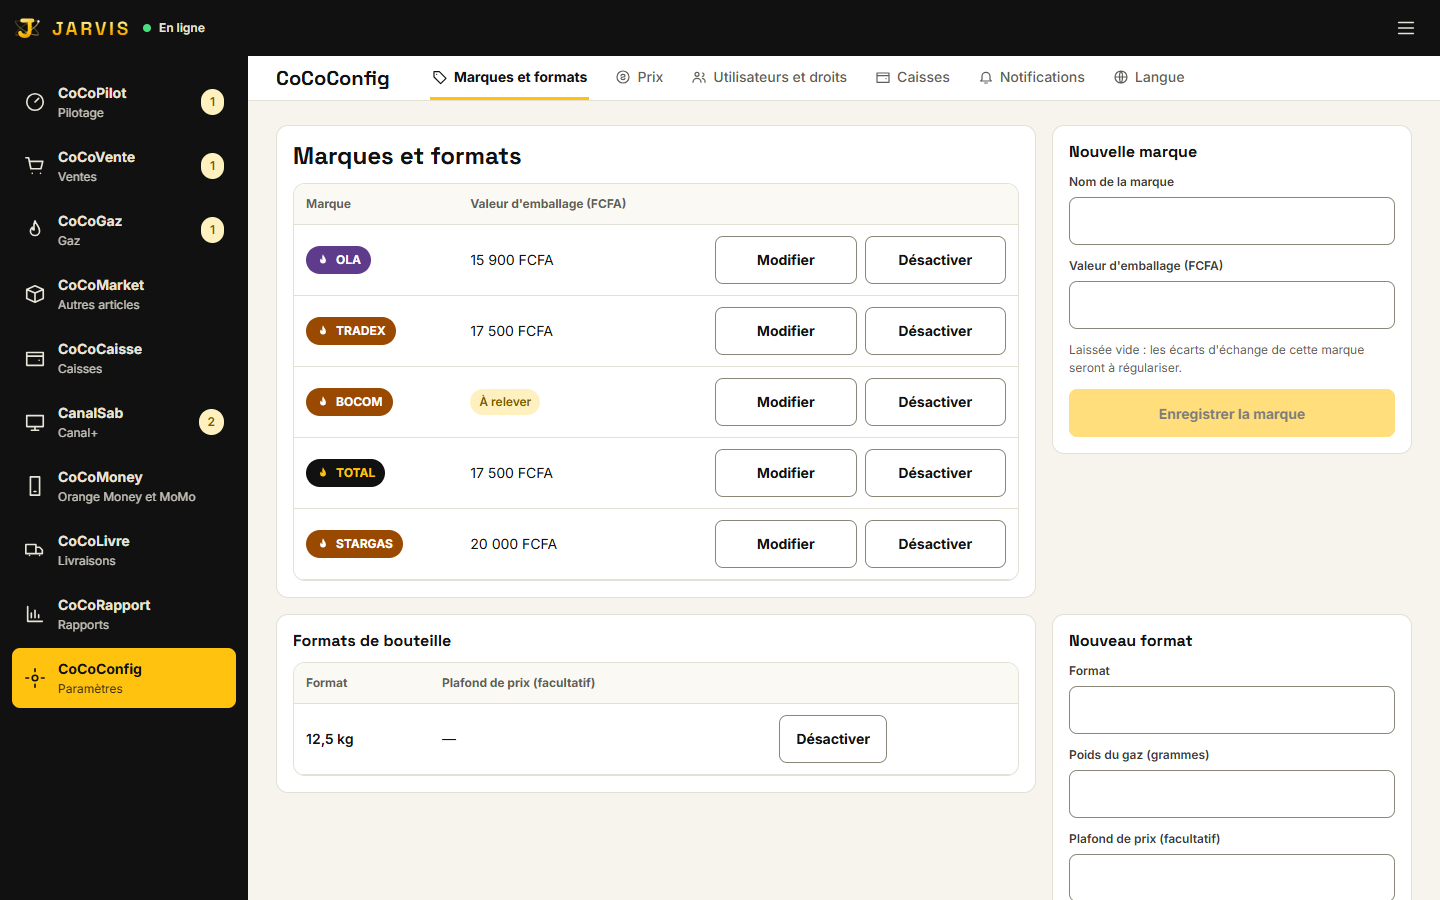 JARVIS
En ligne
CoCoPilot
Pilotage
1
CoCoVente
Ventes
1
CoCoGaz
Gaz
1
CoCoMarket
Autres articles
CoCoCaisse
Caisses
CanalSab
Canal+
2
CoCoMoney
Orange Money et MoMo
CoCoLivre
Livraisons
CoCoRapport
Rapports
CoCoConfig
Paramètres
CoCoConfig
Marques et formats
Prix
Utilisateurs et droits
Caisses
Notifications
Langue
Marques et formats
Marque Valeur d'emballage (FCFA)
OLA 15 900 FCFA Modifier Désactiver
TRADEX 17 500 FCFA Modifier Désactiver
BOCOM À relever Modifier Désactiver
TOTAL 17 500 FCFA Modifier Désactiver
STARGAS 20 000 FCFA Modifier Désactiver
Nouvelle marque
Nom de la marque
Valeur d'emballage (FCFA)
Laissée vide : les écarts d'échange de cette marque
seront à régulariser.
Enregistrer la marque
Formats de bouteille
Format Plafond de prix (facultatif)
12,5 kg — Désactiver
Nouveau format
Format
Poids du gaz (grammes)
Plafond de prix (facultatif)